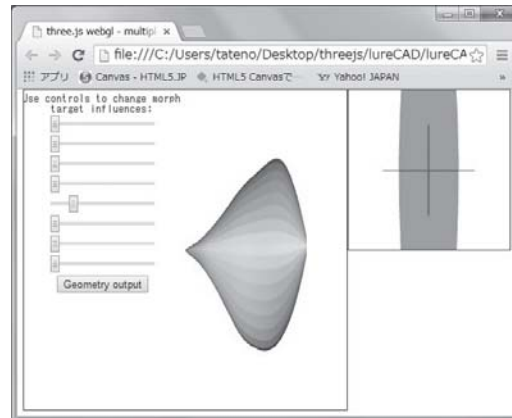 three.js webgl - multipl
file:///C:/Users/tateno/Desktop/threejs/lureCAD/lureCA
アプリ Canvas - HTML5.JP HTML5 Canvasで… Yahoo! JAPAN
Use controls to change morph
target influences:
Geometry output